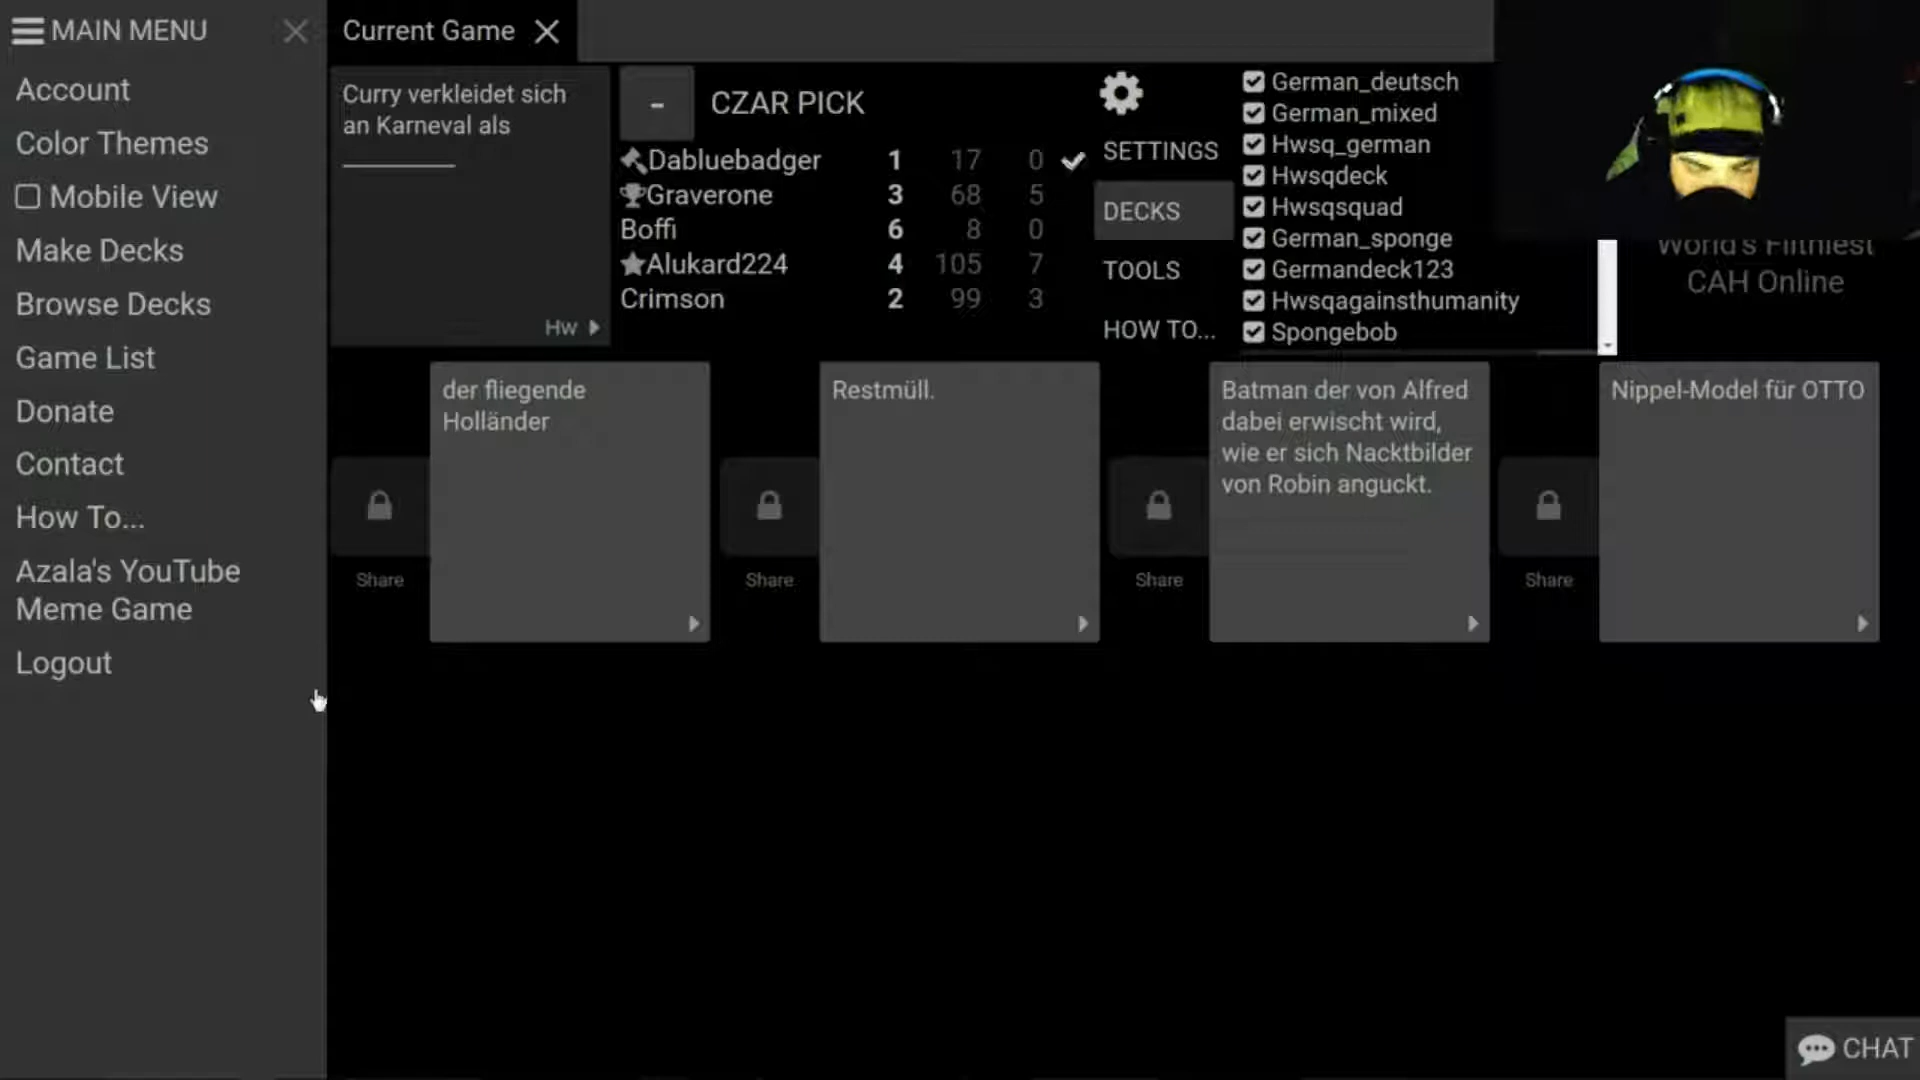 MAIN MENU
Account
Color Themes
Mobile View
Make Decks
Browse Decks
Game List
Donate
Contact
How To...
Azala's YouTube
Meme Game
Logout
Current Game
Curry verkleidet sich
an Karneval als
__________
Hw
-
CZAR PICK
Dabluebadger 1 17 0
Graverone 3 68 5
Boffi 6 8 0
Alukard224 4 105 7
Crimson 2 99 3
SETTINGS
DECKS
TOOLS
HOW TO...
German_deutsch
German_mixed
Hwsq_german
Hwsqdeck
Hwsqsquad
German_sponge
Germandeck123
Hwsqagainsthumanity
Spongebob
World's Filthiest
CAH Online
Share
der fliegende
Holländer
Share
Restmüll.
Share
Batman der von Alfred
dabei erwischt wird,
wie er sich Nacktbilder
von Robin anguckt.
Share
Nippel-Model für OTTO
CHAT